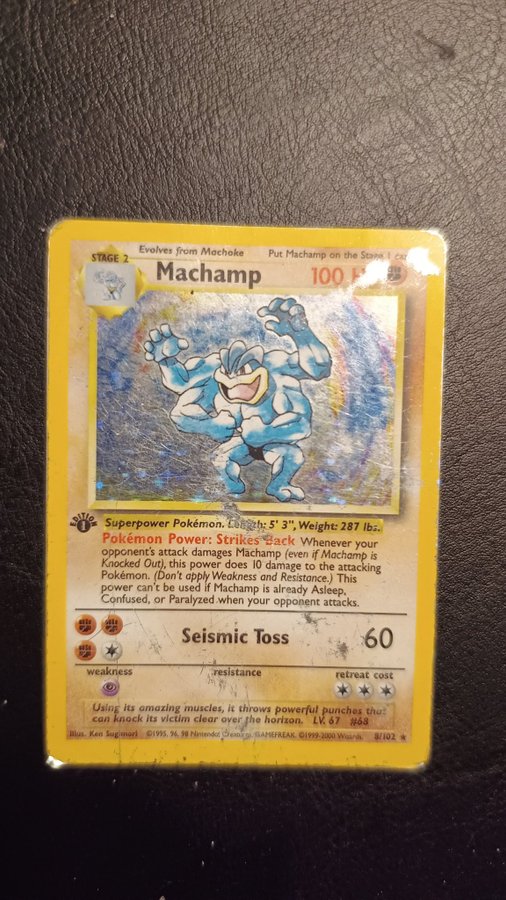 Evolves from Machoke
Put Machamp on the Stage 1
STAGE 2
Machamp
100
EDITION
1
Superpower Pokémon. Length: 5' 3", Weight: 287 lbs.
Pokémon Power: Strikes Back Whenever your
opponent's attack damages Machamp (even if Machamp is
Knocked Out), this power does 10 damage to the attacking
Pokémon. (Don't apply Weakness and Resistance.) This
power can't be used if Machamp is already Asleep,
Confused, or Paralyzed when your opponent attacks.
Seismic Toss 60
weakness resistance retreat cost
Using its amazing muscles, it throws powerful punches that
can knock its victim clear over the horizon. LV. 67 #68
Illus. Ken Sugimori ©1995, 96, 98 Nintendo, Creatures, GAMEFREAK. ©1999-2000 Wizards. 8/102 ★